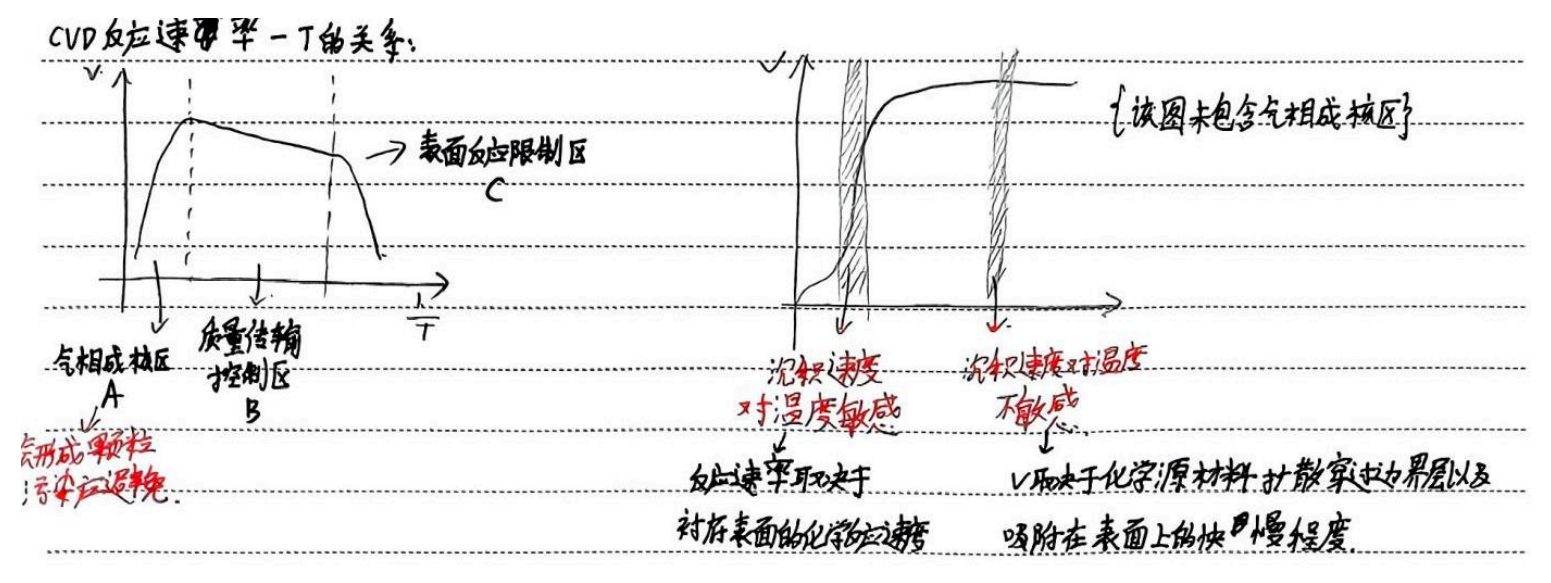 CVD反应速率-T的关系:
V
表面反应限制区
C
1/T
气相成核区
A
质量传输
控制区
B
会形成颗粒
污染应避免.
V
{该图未包含气相成核区}
沉积速度
对温度敏感
沉积速度对温度
不敏感.
反应速率取决于
衬底表面的化学反应速度
V取决于化学源材料扩散穿过边界层以及
吸附在表面上的快慢程度.